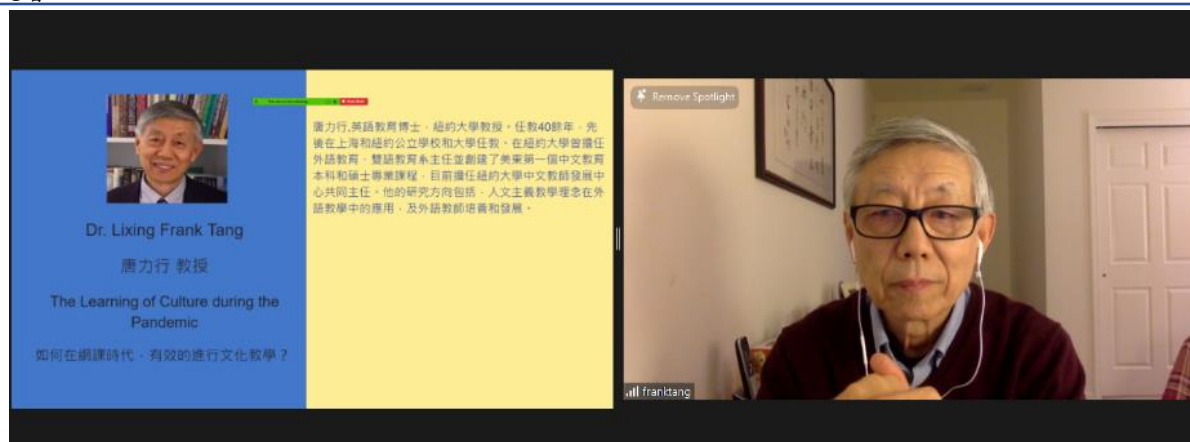 Dr. Lixing Frank Tang
唐力行 教授
The Learning of Culture during the
Pandemic
如何在網課時代，有效的進行文化教學？
唐力行,英語教育博士，紐約大學教授。任教40餘年，先
後在上海和紐約公立學校和大學任教。在紐約大學曾擔任
外語教育，雙語教育系主任並創建了美東第一個中文教育
本科和碩士專業課程，目前擔任紐約大學中文教師發展中
心共同主任。他的研究方向包括，人文主義教學理念在外
語教學中的應用，及外語教師培養和發展。
Remove Spotlight
franktang